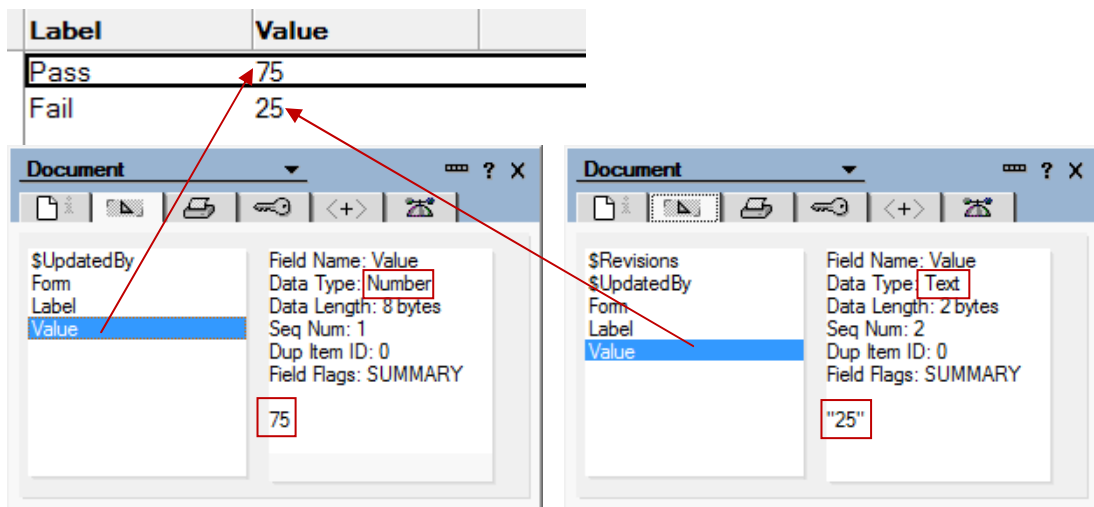 Label Value
Pass 75
Fail 25
Document ? X
<+>
$UpdatedBy
Form
Label
Value
Field Name: Value
Data Type: Number
Data Length: 8 bytes
Seq Num: 1
Dup Item ID: 0
Field Flags: SUMMARY
75
Document ? X
<+>
$Revisions
$UpdatedBy
Form
Label
Value
Field Name: Value
Data Type: Text
Data Length: 2 bytes
Seq Num: 2
Dup Item ID: 0
Field Flags: SUMMARY
"25"